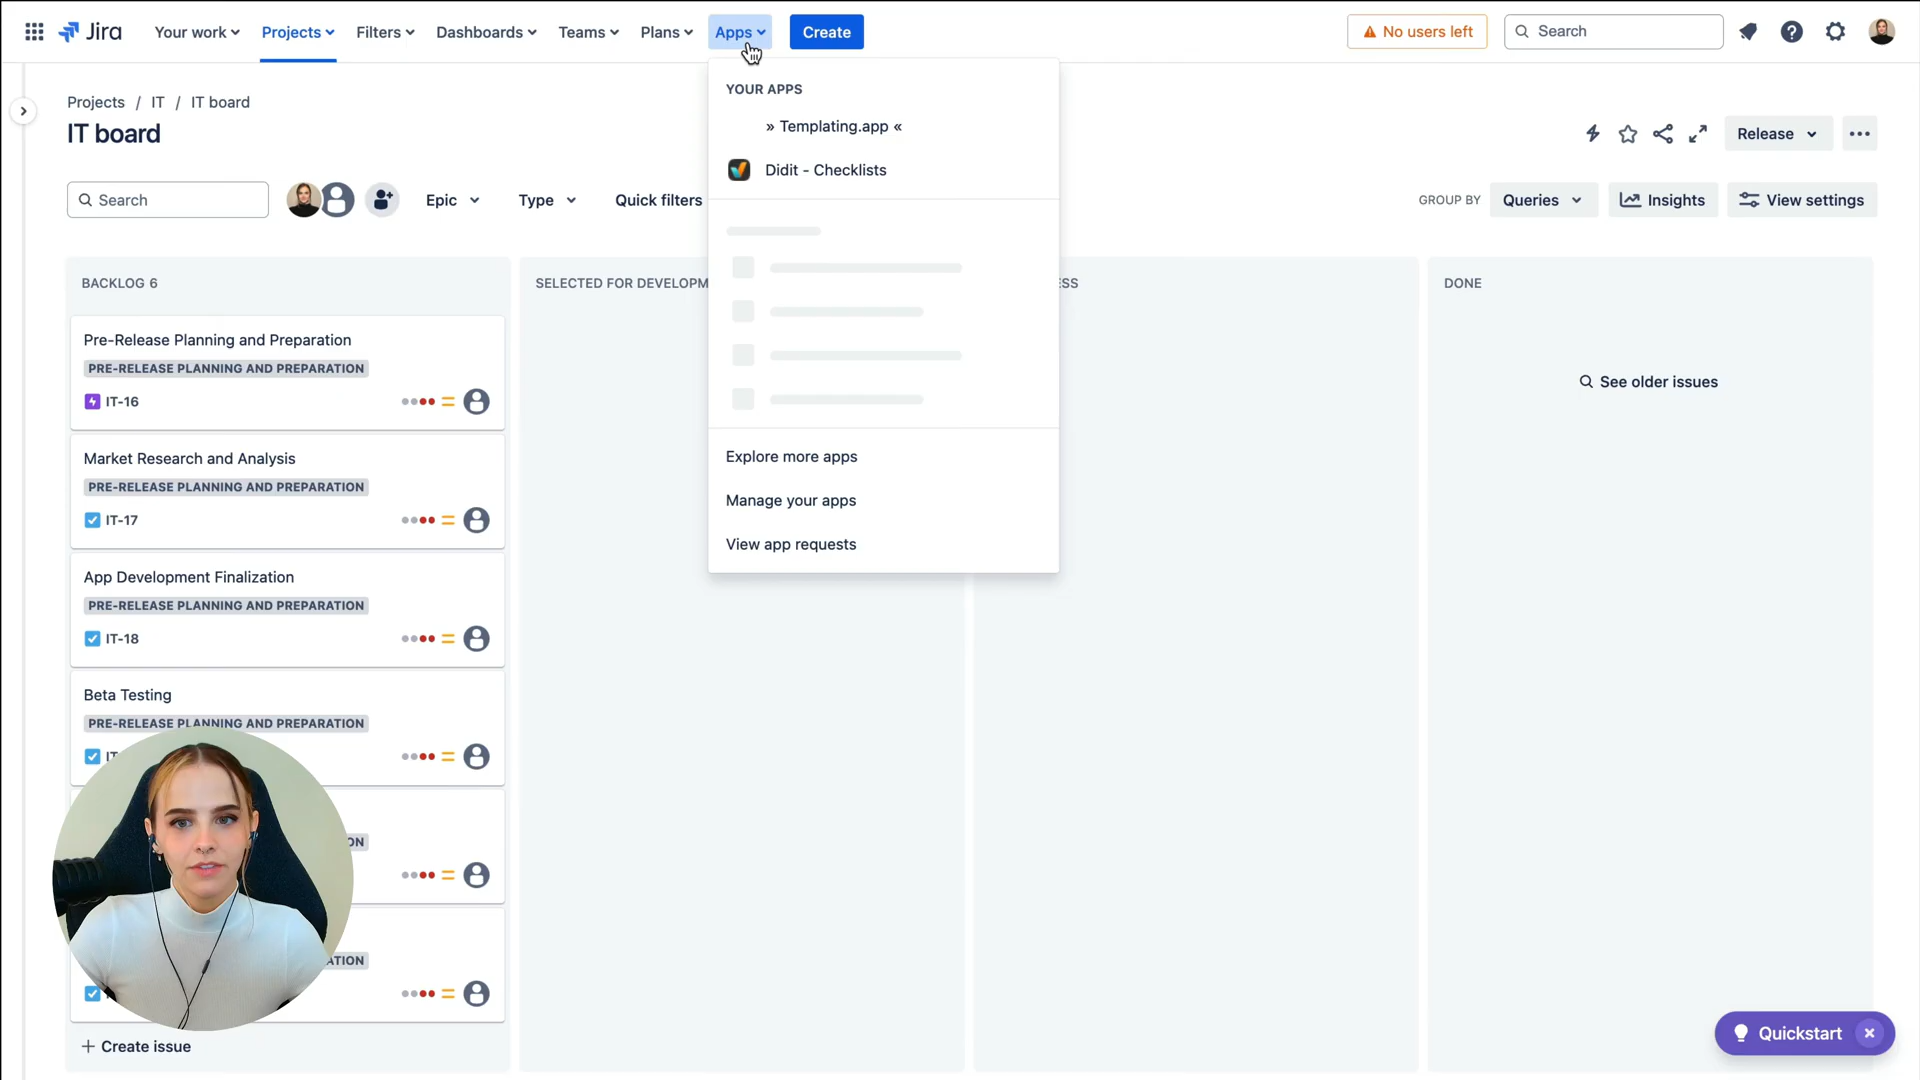 Jira
Your work
Projects
Filters
Dashboards
Teams
Plans
Apps
Create
No users left
Search
Projects / IT / IT board
IT board
Release
Search
Epic
Type
Quick filters
GROUP BY
Queries
Insights
View settings
YOUR APPS
» Templating.app «
Didit - Checklists
Explore more apps
Manage your apps
View app requests
BACKLOG 6
Pre-Release Planning and Preparation
PRE-RELEASE PLANNING AND PREPARATION
IT-16
Market Research and Analysis
PRE-RELEASE PLANNING AND PREPARATION
IT-17
App Development Finalization
PRE-RELEASE PLANNING AND PREPARATION
IT-18
Beta Testing
PRE-RELEASE PLANNING AND PREPARATION
Create issue
SELECTED FOR DEVELOPM
ESS
DONE
See older issues
Quickstart